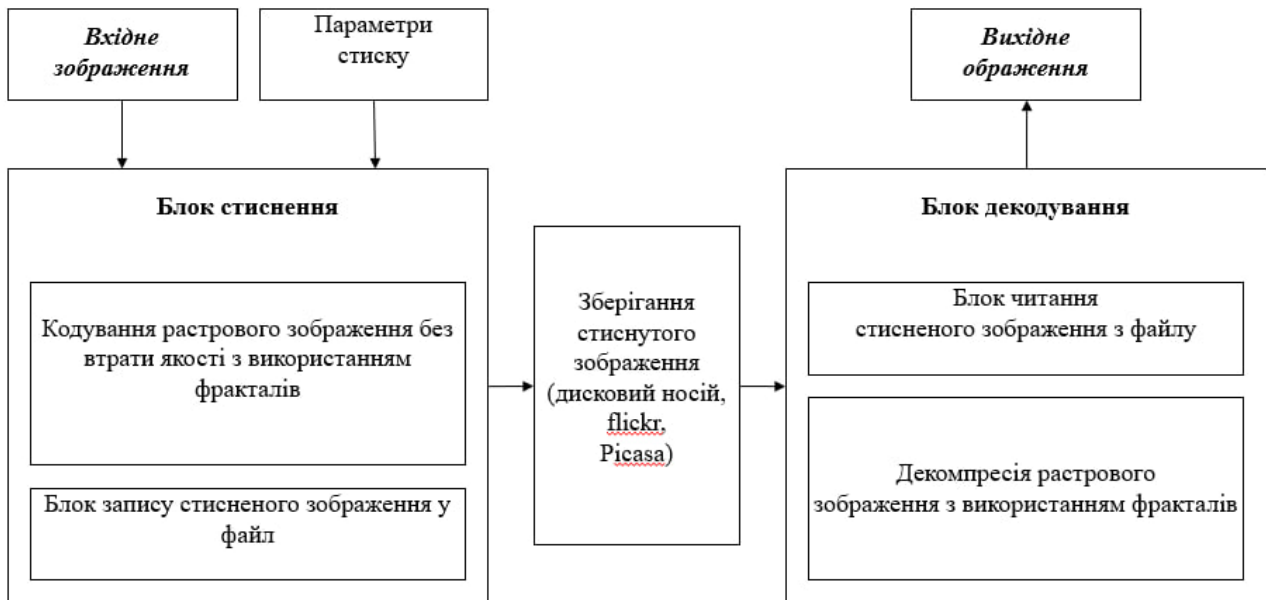 Вхідне
зображення
Параметри
стиску
Вихідне
ображення
Блок стиснення
Кодування растрового зображення без
втрати якості з використанням
фракталів
Блок запису стисненого зображення у
файл
Зберігання
стиснутого
зображення
(дисковий носій,
flickr,
Picasa)
Блок декодування
Блок читання
стисненого зображення з файлу
Декомпресія растрового
зображення з використанням фракталів